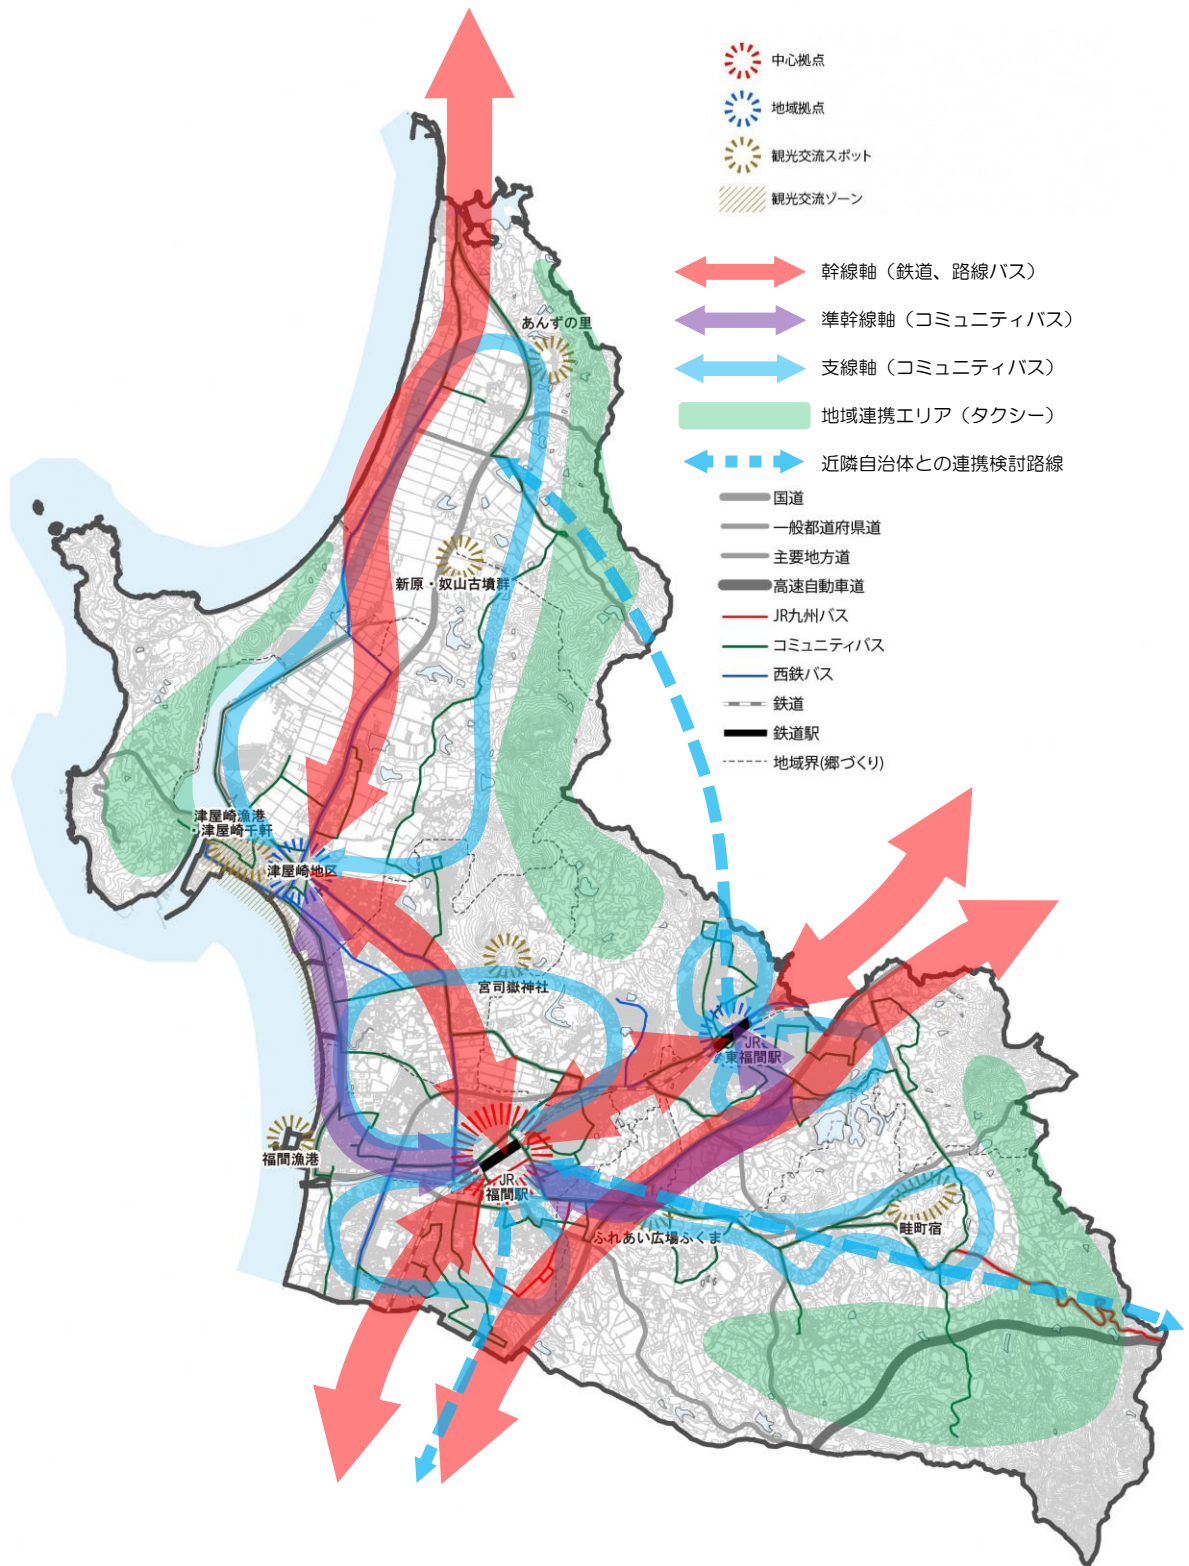 中心拠点
地域拠点
観光交流スポット
観光交流ゾーン
幹線軸（鉄道、路線バス）
準幹線軸（コミュニティバス）
支線軸（コミュニティバス）
地域連携エリア（タクシー）
近隣自治体との連携検討路線
国道
一般都道府県道
主要地方道
高速自動車道
JR九州バス
コミュニティバス
西鉄バス
鉄道
鉄道駅
地域界(郷づくり)
あんずの里
新原・奴山古墳群
津屋崎漁港
・津屋崎千軒
津屋崎地区
宮司嶽神社
JR
東福間駅
福間漁港
JR
福間駅
ふれあい広場ふくま
畦町宿